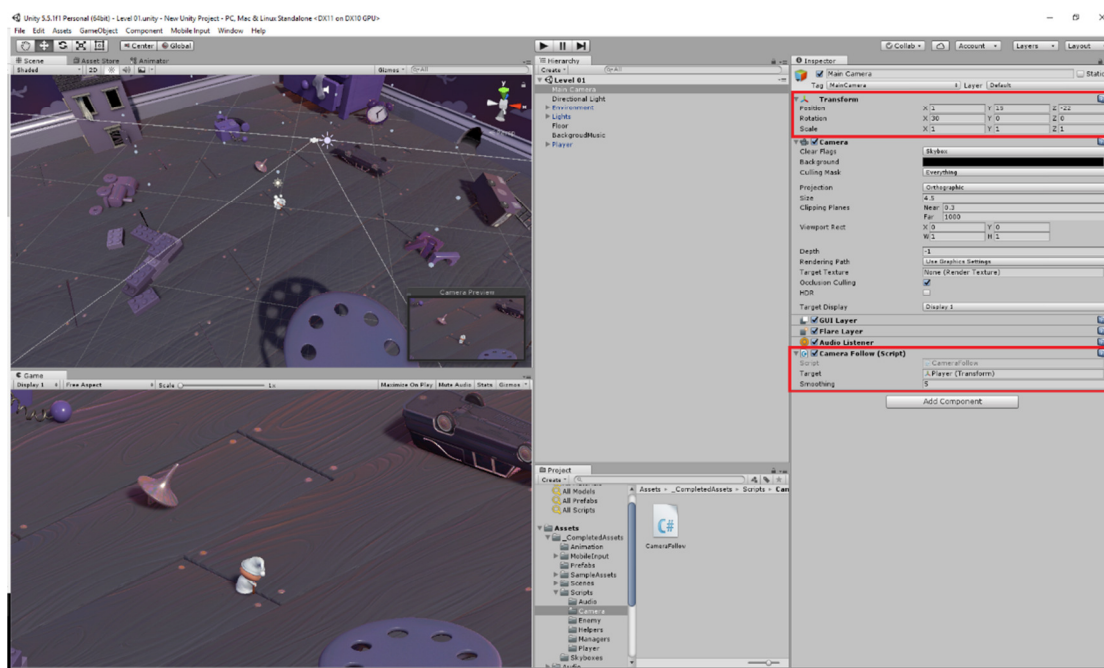 Unity 5.5.1f1 Personal (64bit) - Level 01.unity - New Unity Project - PC, Mac & Linux Standalone <DX11 on DX10 GPU>
File Edit Assets GameObject Component Mobile Input Window Help
Center Global
Collab Account Layers Layout
Scene Asset Store Animator
Shaded 2D Gizmos All
Persp
Camera Preview
Game
Display 1 Free Aspect Scale 1x Maximize On Play Mute Audio Stats Gizmos
Hierarchy
Create All
Level 01
Main Camera
Directional Light
Environment
Lights
Floor
BackgroudMusic
Player
Project
Create
All Models
All Prefabs
All Scripts
Assets
_CompletedAssets
Animation
MobileInput
Prefabs
SampleAssets
Scenes
Scripts
Audio
Camera
Enemy
Helpers
Managers
Player
Skyboxes
Audio
Assets _CompletedAssets Scripts Cam
C#
CameraFollow
Inspector
Main Camera Static
Tag MainCamera Layer Default
Transform
Position X 1 Y 15 Z -22
Rotation X 30 Y 0 Z 0
Scale X 1 Y 1 Z 1
Camera
Clear Flags Skybox
Background
Culling Mask Everything
Projection Orthographic
Size 4.5
Clipping Planes Near 0.3
Far 1000
Viewport Rect X 0 Y 0
W 1 H 1
Depth -1
Rendering Path Use Graphics Settings
Target Texture None (Render Texture)
Occlusion Culling
HDR
Target Display Display 1
GUI Layer
Flare Layer
Audio Listener
Camera Follow (Script)
Script CameraFollow
Target Player (Transform)
Smoothing 5
Add Component